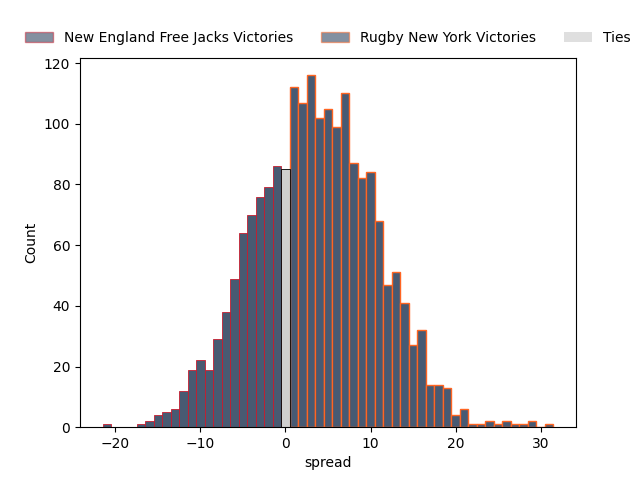 New England Free Jacks Victories Rugby New York Victories Ties
120
100
80
60
40
20
0
Count
−20 −10 0 10 20 30
spread